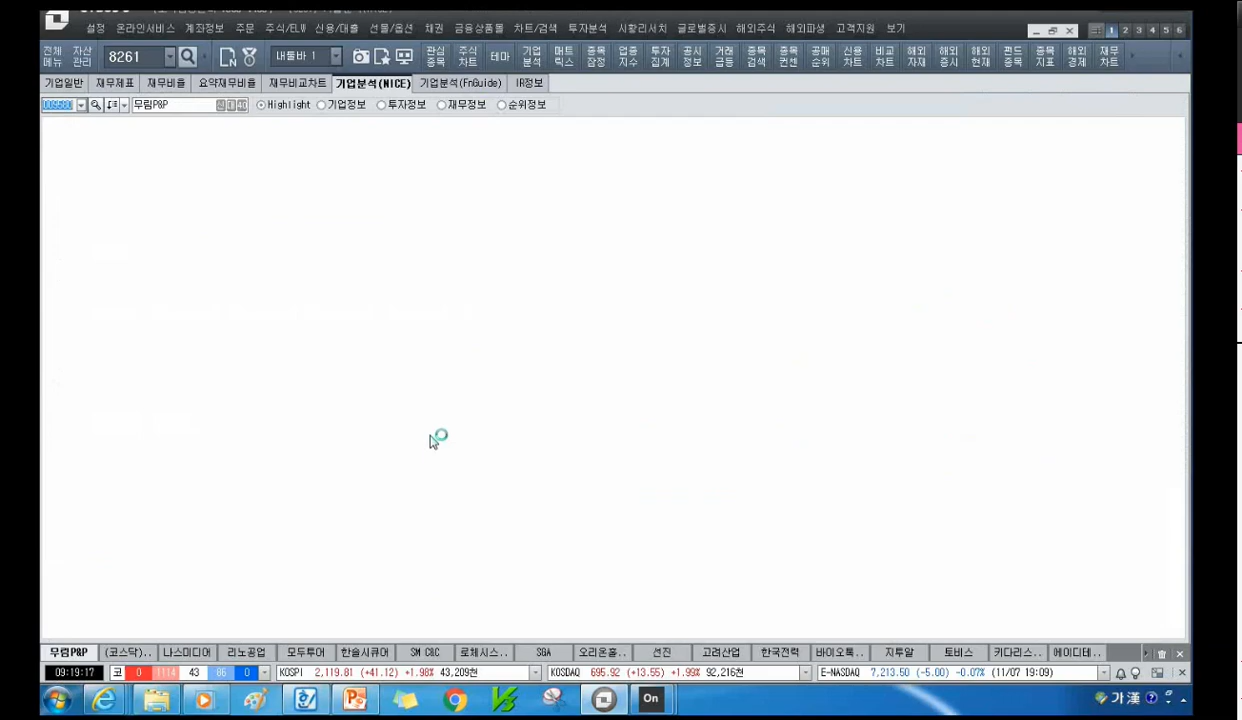 설정 온라인서비스 계좌정보 주문 주식/ELW 신용/대출 선물/옵션 채권 금융상품몰 차트/검색 투자분석 시황리서치 글로벌증시 해외주식 해외파생 고객지원 보기
1 2 3 4 5 6
전체메뉴 자산관리 8261 내툴바 1 관심종목 주식차트 테마 기업분석 매트릭스 종목잠정 업종지수 투자집계 공시정보 거래급등 종목검색 종목컨센 공매순위 신용차트 비교차트 해외자재 해외증시 해외현재 펀드종목 종목지표 해외경제 재무차트
기업일반 재무제표 재무비율 요약재무비율 재무비교차트 기업분석(NICE) 기업분석(FnGuide) IR정보
009580 무림P&P Highlight 기업정보 투자정보 재무정보 순위정보
무림P&P (코스닥).. 나스미디어 리노공업 모두투어 한솔시큐어 SM C&C 로체시스.. SGA 오리온홀.. 선진 고려산업 한국전력 바이오톡.. 지투알 토비스 키다리스.. 에이디테..
09:19:17 코 0 1114 43 86 0 KOSPI 2,119.81 (+41.12) +1.98% 43,209천 KOSDAQ 695.92 (+13.55) +1.99% 92,216천 E-NASDAQ 7,213.50 (-5.00) -0.07% (11/07 19:09)
On 가 漢